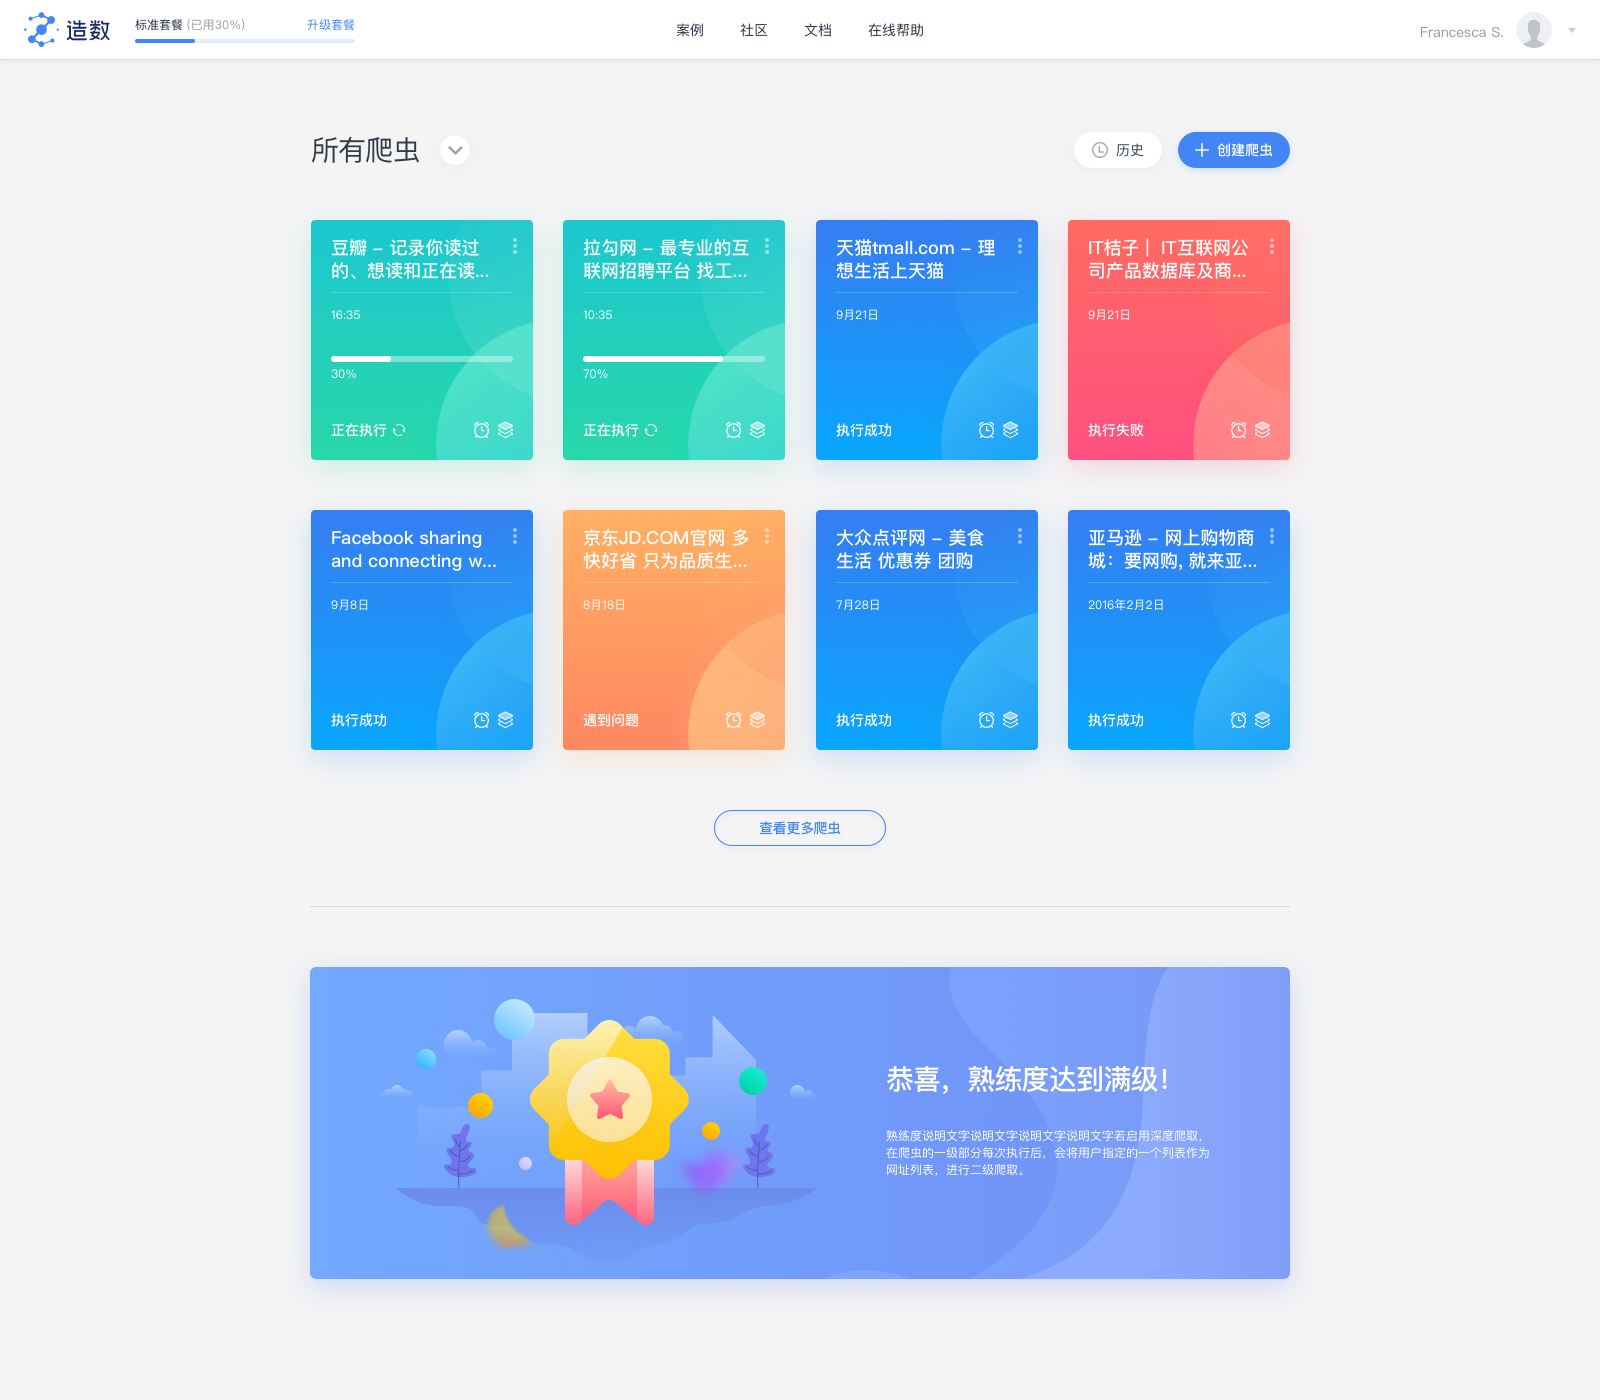 造数
标准套餐 (已用30%)
升级套餐
案例
社区
文档
在线帮助
Francesca S.
所有爬虫
历史
创建爬虫
豆瓣 – 记录你读过
的、想读和正在读...
16:35
30%
正在执行
拉勾网 – 最专业的互
联网招聘平台 找工...
10:35
70%
正在执行
天猫tmall.com – 理
想生活上天猫
9月21日
执行成功
IT桔子 | IT互联网公
司产品数据库及商...
9月21日
执行失败
Facebook sharing
and connecting w...
9月8日
执行成功
京东JD.COM官网 多
快好省 只为品质生...
8月18日
遇到问题
大众点评网 – 美食
生活 优惠券 团购
7月28日
执行成功
亚马逊 – 网上购物商
城：要网购, 就来亚...
2016年2月2日
执行成功
查看更多爬虫
恭喜，熟练度达到满级！
熟练度说明文字说明文字说明文字说明文字若启用深度爬取，
在爬虫的一级部分每次执行后，会将用户指定的一个列表作为
网址列表，进行二级爬取。